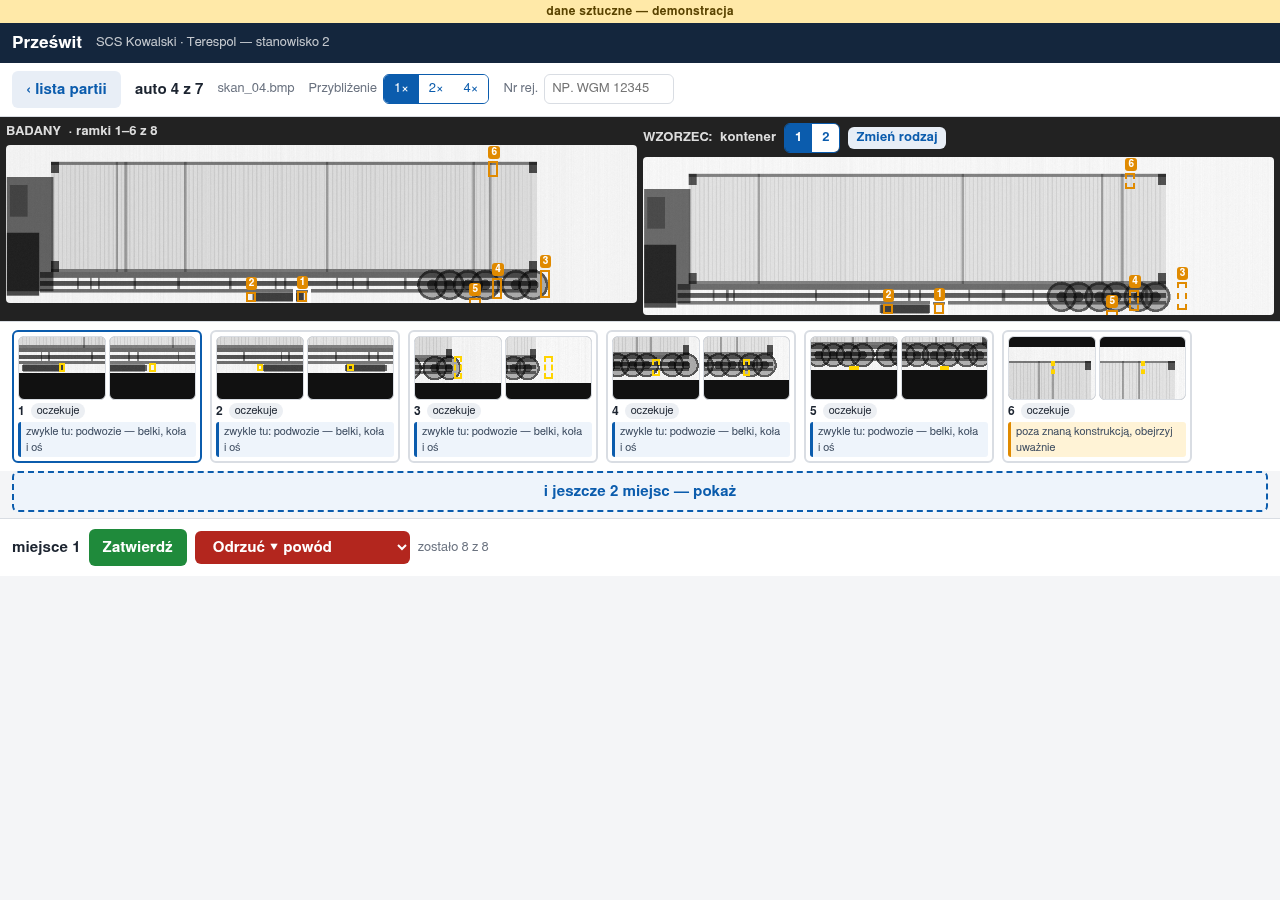 dane sztuczne — demonstracja
Prześwit SCS Kowalski · Terespol — stanowisko 2
‹ lista partii auto 4 z 7 skan_04.bmp Przybliżenie 1× 2× 4× Nr rej. NP. WGM 12345
BADANY · ramki 1–6 z 8
WZORZEC: kontener 1 2 Zmień rodzaj
6
3
4
2 1
5
6
3
4
2 1
5
1 oczekuje
zwykle tu: podwozie — belki, koła
i oś
2 oczekuje
zwykle tu: podwozie — belki, koła
i oś
3 oczekuje
zwykle tu: podwozie — belki, koła
i oś
4 oczekuje
zwykle tu: podwozie — belki, koła
i oś
5 oczekuje
zwykle tu: podwozie — belki, koła
i oś
6 oczekuje
poza znaną konstrukcją, obejrzyj
uważnie
i jeszcze 2 miejsc — pokaż
miejsce 1 Zatwierdź Odrzuć ▾ powód zostało 8 z 8